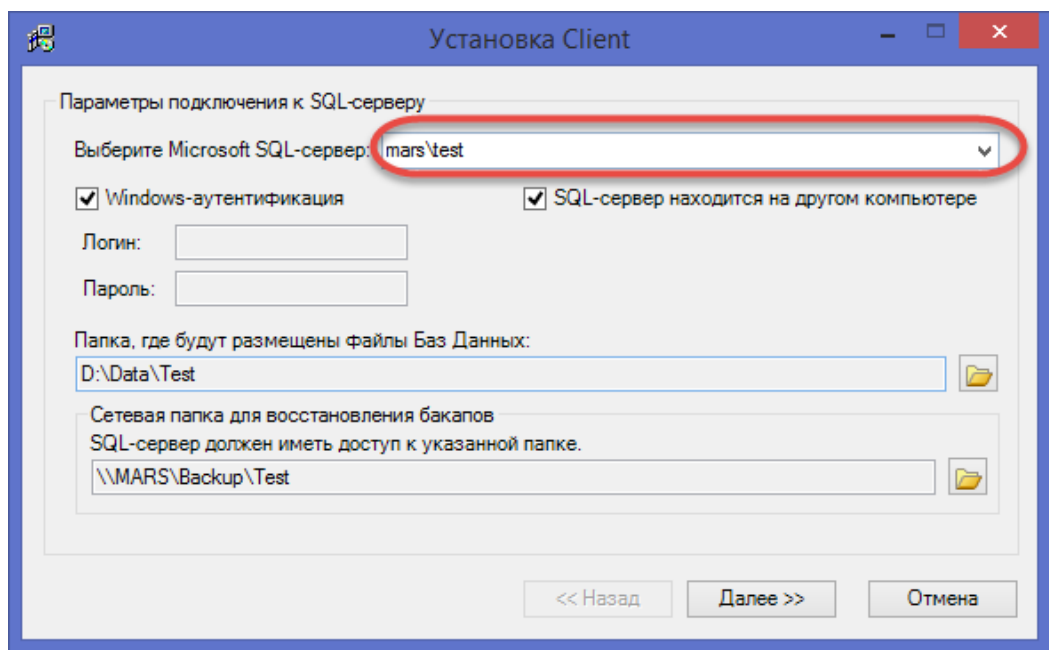 Установка Client
Параметры подключения к SQL-серверу
Выберите Microsoft SQL-сервер: mars\test
Windows-аутентификация SQL-сервер находится на другом компьютере
Логин:
Пароль:
Папка, где будут размещены файлы Баз Данных:
D:\Data\Test
Сетевая папка для восстановления бакапов
SQL-сервер должен иметь доступ к указанной папке.
\\MARS\Backup\Test
<< Назад Далее >> Отмена